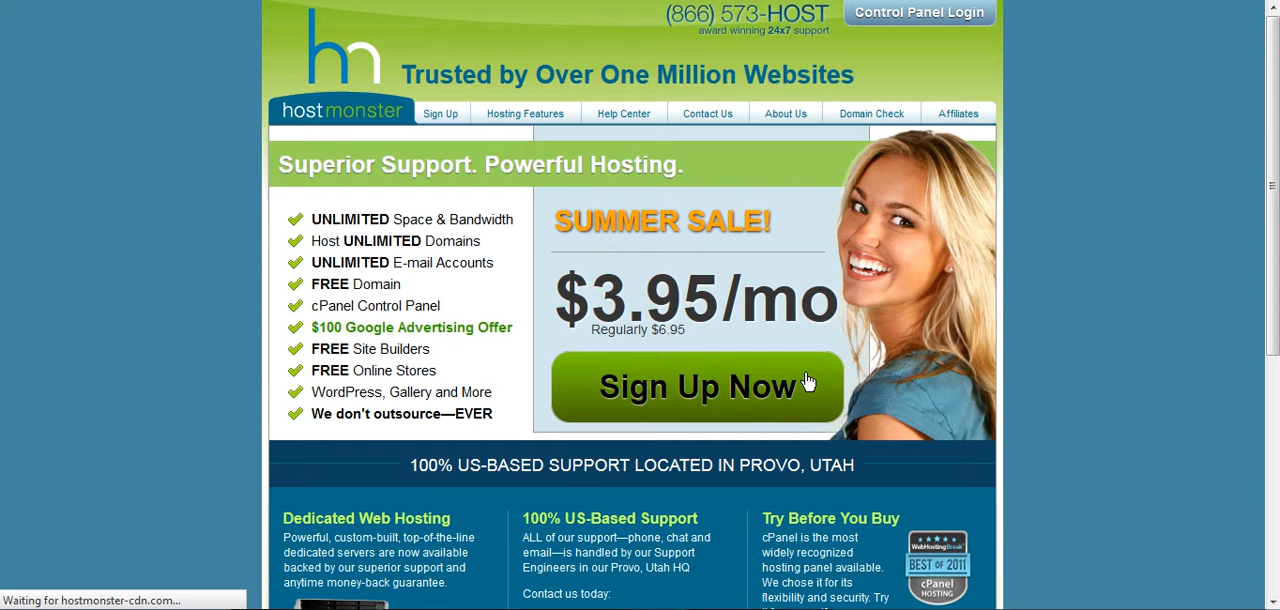 (866) 573-HOST
award winning 24x7 support
Control Panel Login
hn
Trusted by Over One Million Websites
hostmonster
Sign Up
Hosting Features
Help Center
Contact Us
About Us
Domain Check
Affiliates
Superior Support. Powerful Hosting.
UNLIMITED Space & Bandwidth
Host UNLIMITED Domains
UNLIMITED E-mail Accounts
FREE Domain
cPanel Control Panel
$100 Google Advertising Offer
FREE Site Builders
FREE Online Stores
WordPress, Gallery and More
We don't outsource—EVER
SUMMER SALE!
$3.95/mo
Regularly $6.95
Sign Up Now
100% US-BASED SUPPORT LOCATED IN PROVO, UTAH
Dedicated Web Hosting
Powerful, custom-built, top-of-the-line
dedicated servers are now available
backed by our superior support and
anytime money-back guarantee.
100% US-Based Support
ALL of our support—phone, chat and
email—is handled by our Support
Engineers in our Provo, Utah HQ
Contact us today:
Try Before You Buy
cPanel is the most
widely recognized
hosting panel available.
We chose it for its
flexibility and security. Try
WebHostingBreak
BEST OF 2011
cPanel
HOSTING
Waiting for hostmonster-cdn.com...